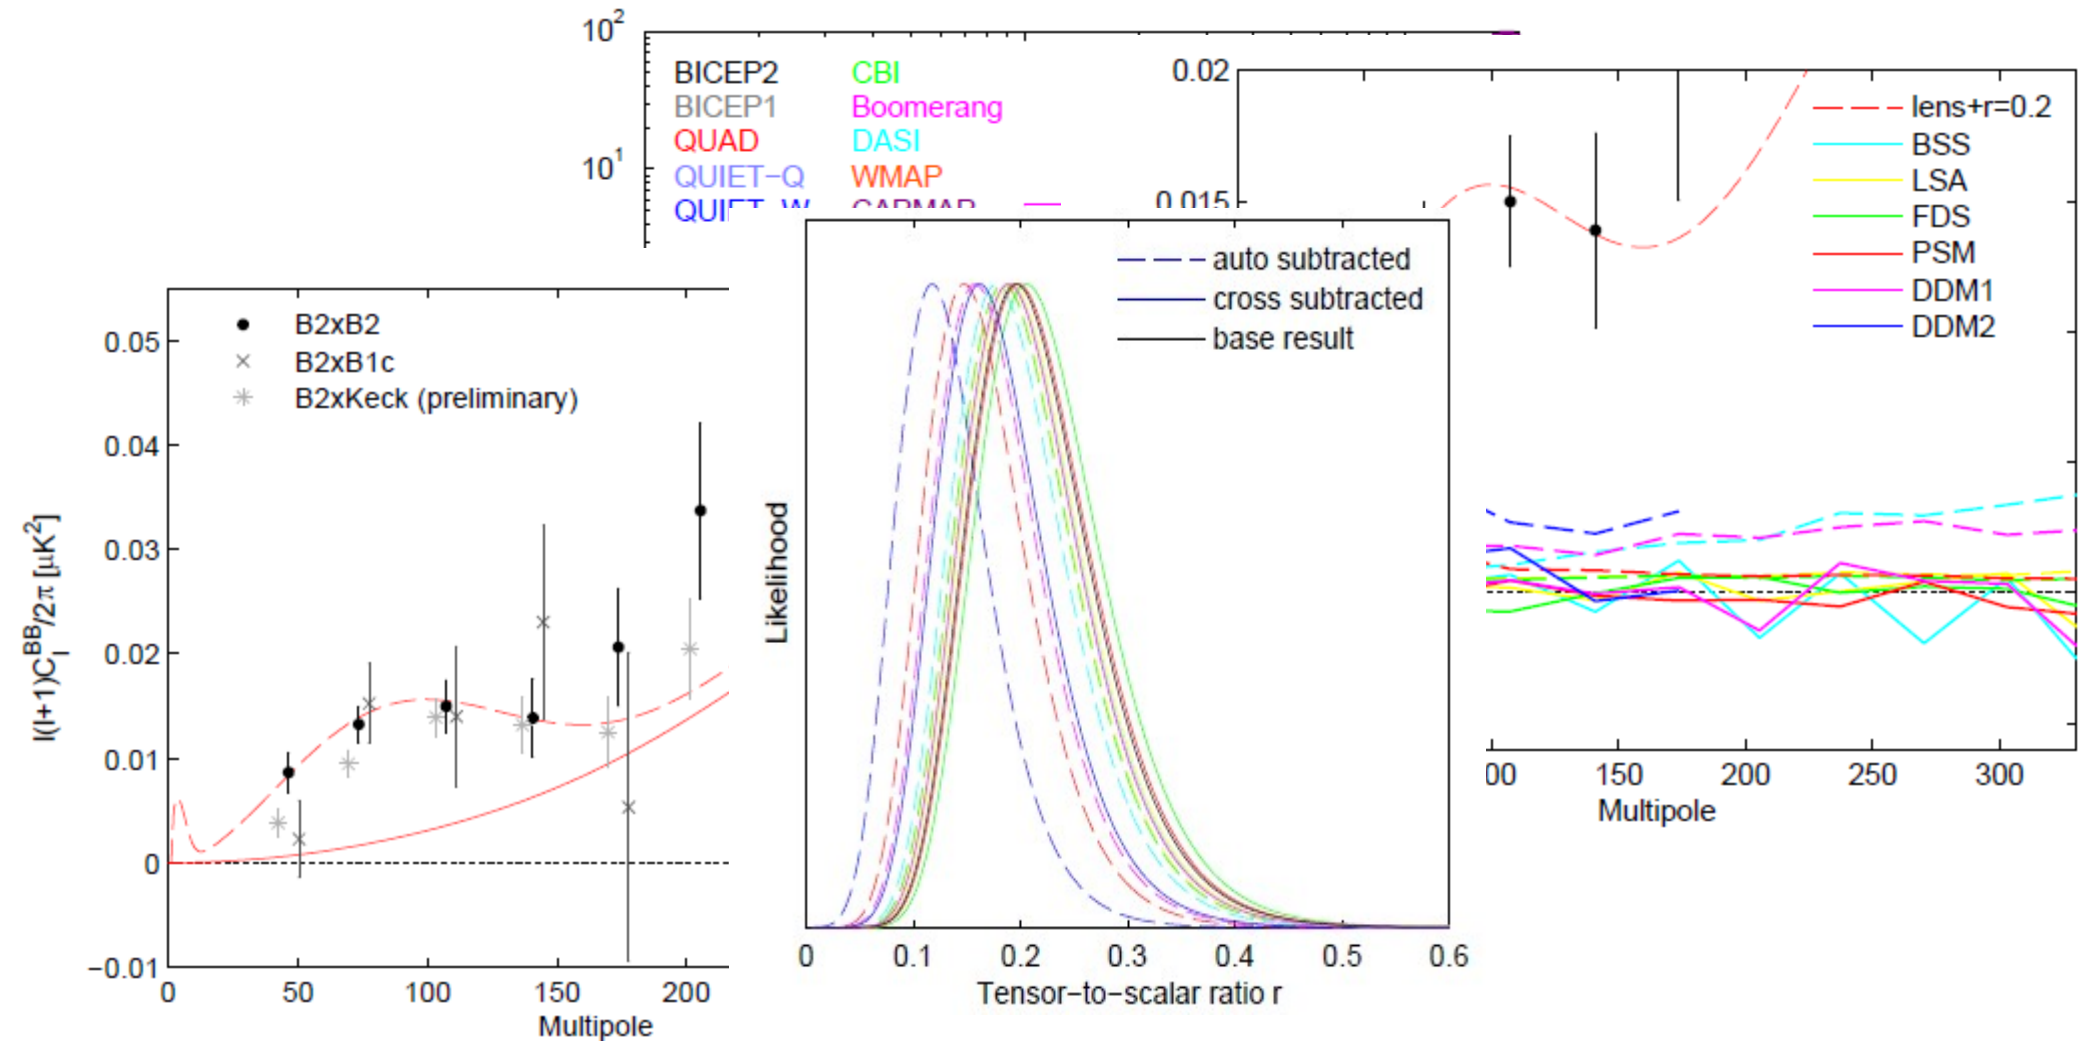 10²
10¹
BICEP2
BICEP1
QUAD
QUIET−Q
QUIET−W
CBI
Boomerang
DASI
WMAP
CAPMAP
0.02
0.015
lens+r=0.2
BSS
LSA
FDS
PSM
DDM1
DDM2
00 150 200 250 300
Multipole
B2xB2
B2xB1c
B2xKeck (preliminary)
0.05
0.04
0.03
0.02
0.01
0
−0.01
l(l+1)C_l^BB/2π [μK²]
0 50 100 150 200
Multipole
auto subtracted
cross subtracted
base result
Likelihood
0 0.1 0.2 0.3 0.4 0.5 0.6
Tensor−to−scalar ratio r